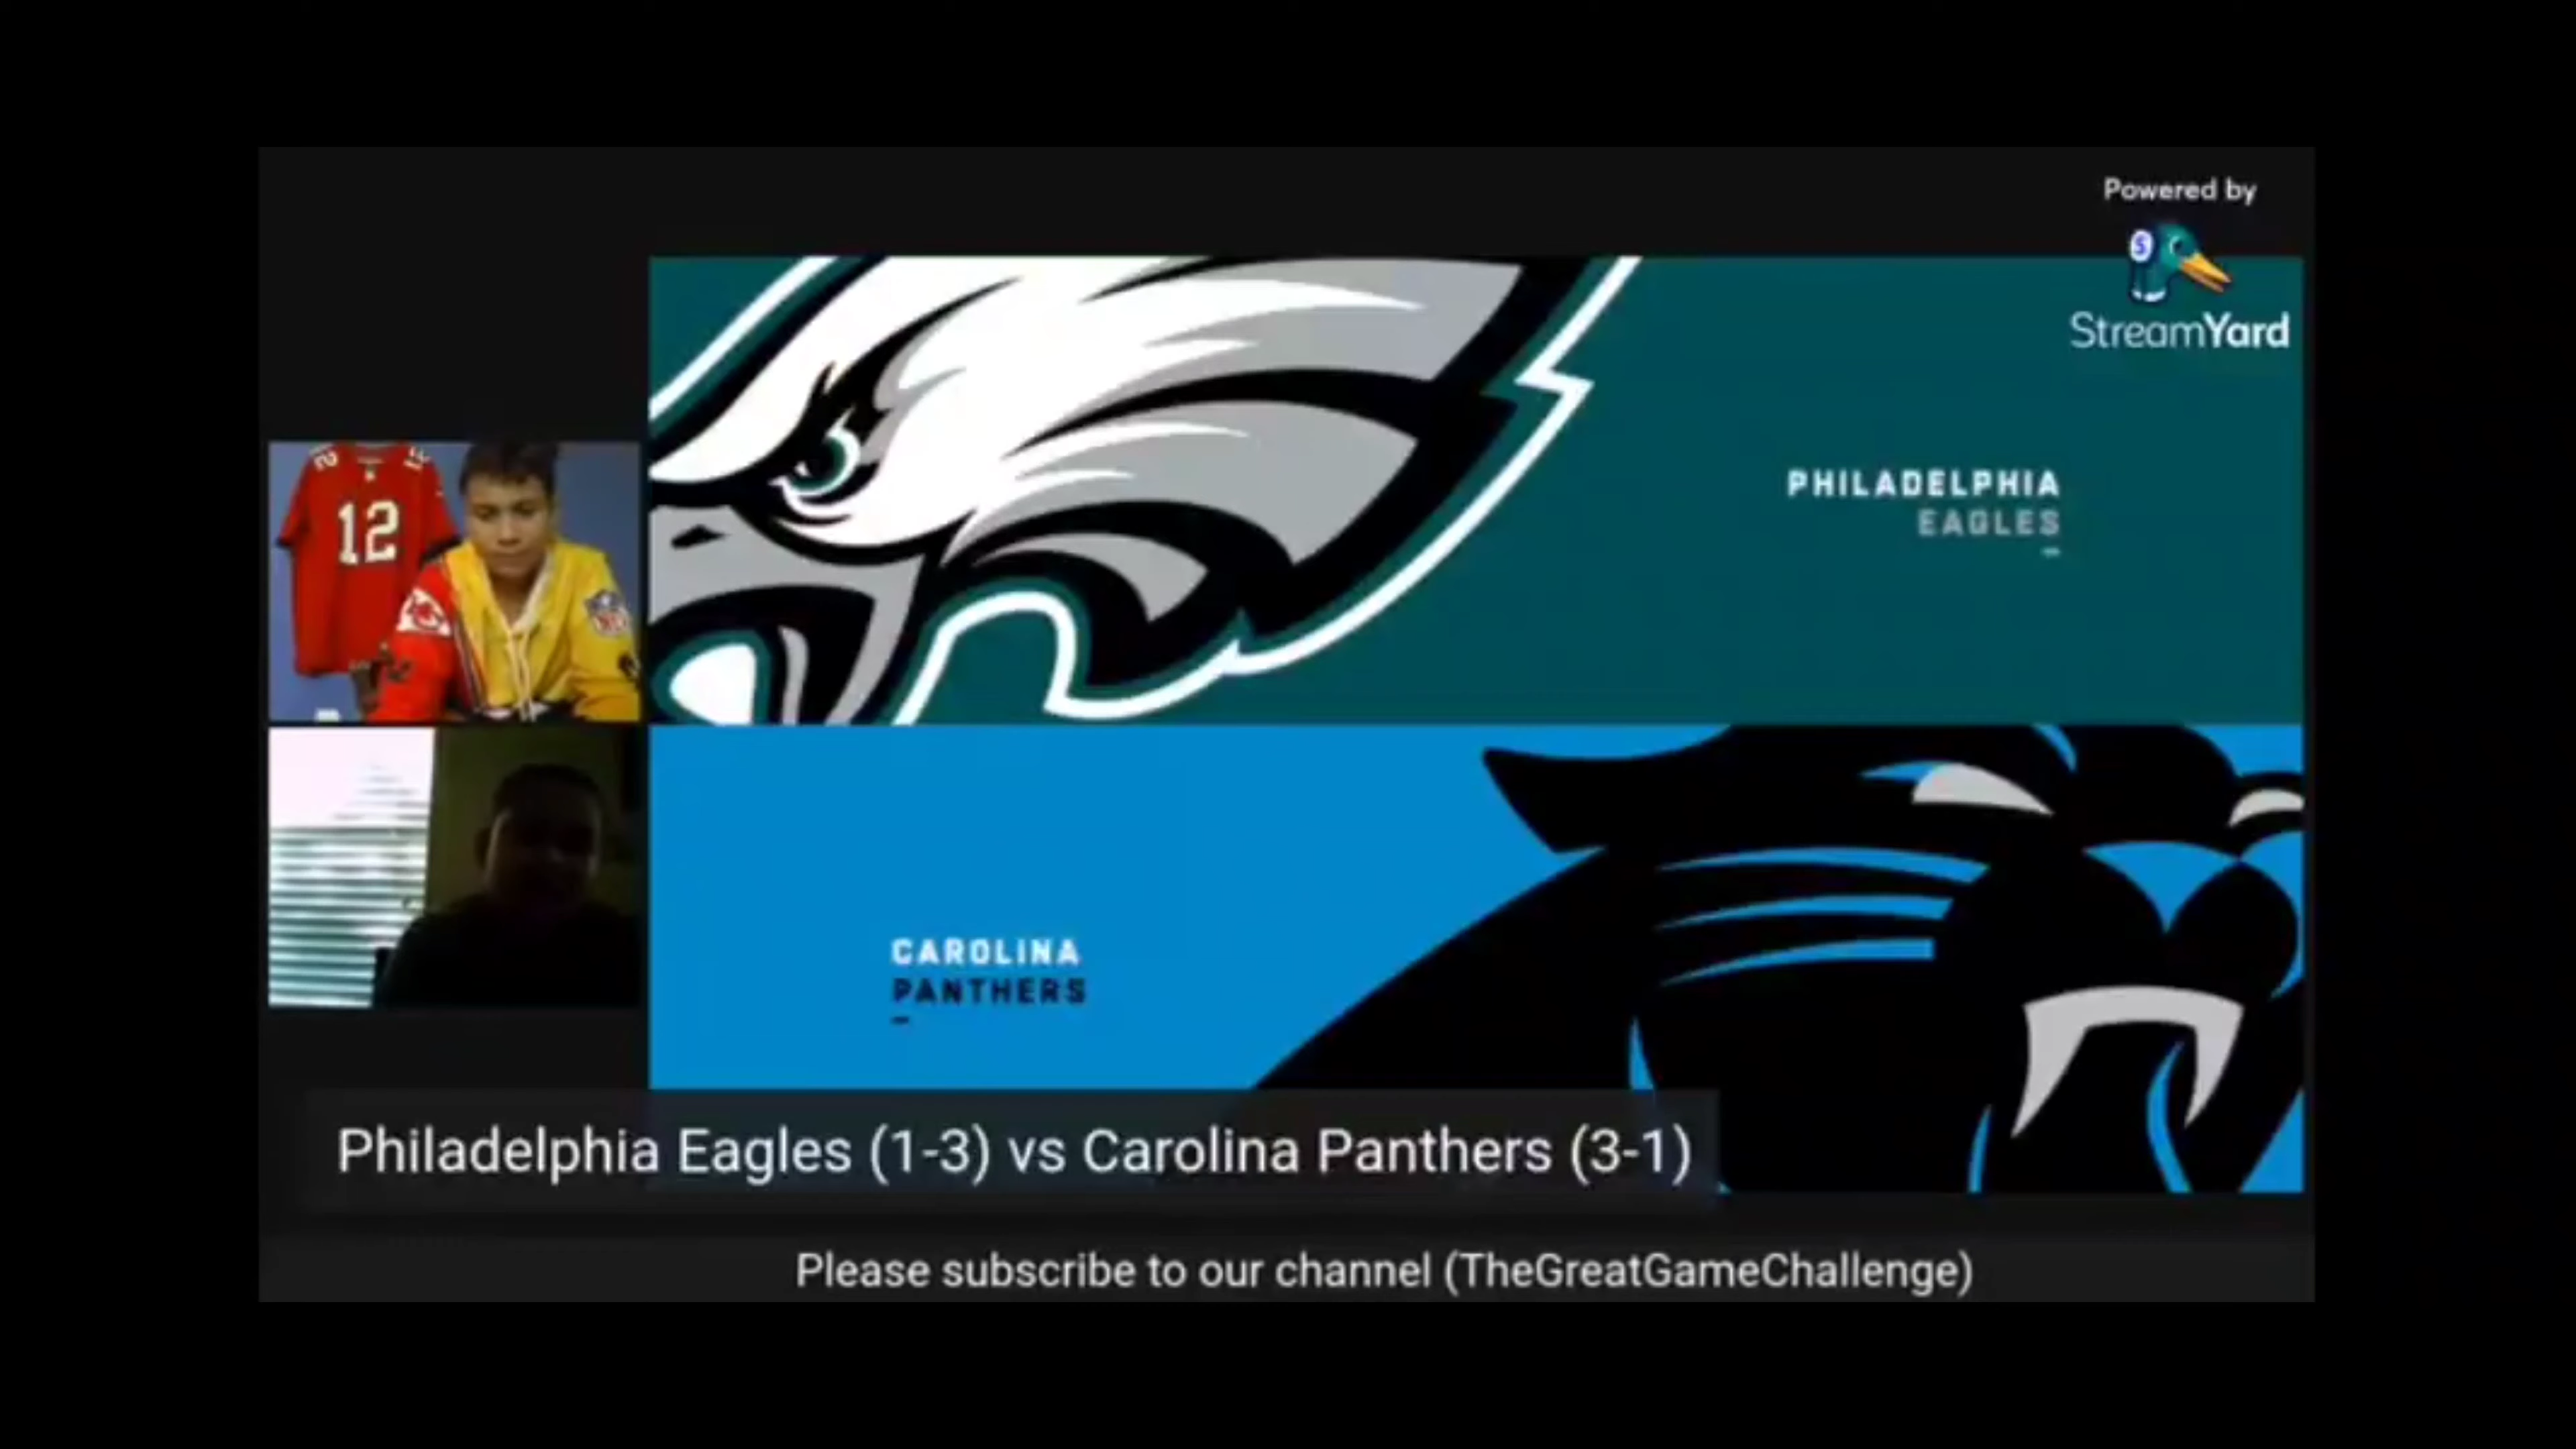 Powered by
StreamYard
PHILADELPHIA
EAGLES
12
CAROLINA
PANTHERS
Philadelphia Eagles (1-3) vs Carolina Panthers (3-1)
Please subscribe to our channel (TheGreatGameChallenge)